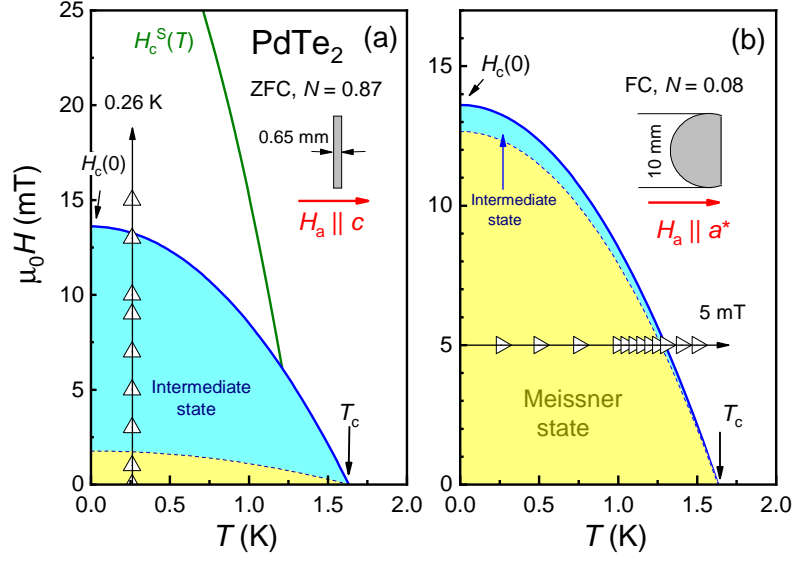 H_c^S(T)
PdTe₂
(a)
ZFC, N = 0.87
0.26 K
0.65 mm
H_c(0)
H_a || c
Intermediate
state
T_c
μ₀H (mT)
25
20
15
10
5
0
0.0
0.5
1.0
1.5
2.0
T (K)
(b)
H_c(0)
FC, N = 0.08
10 mm
Intermediate
state
H_a || a*
5 mT
Meissner
state
T_c
15
10
5
0
0.0
0.5
1.0
1.5
2.0
T (K)